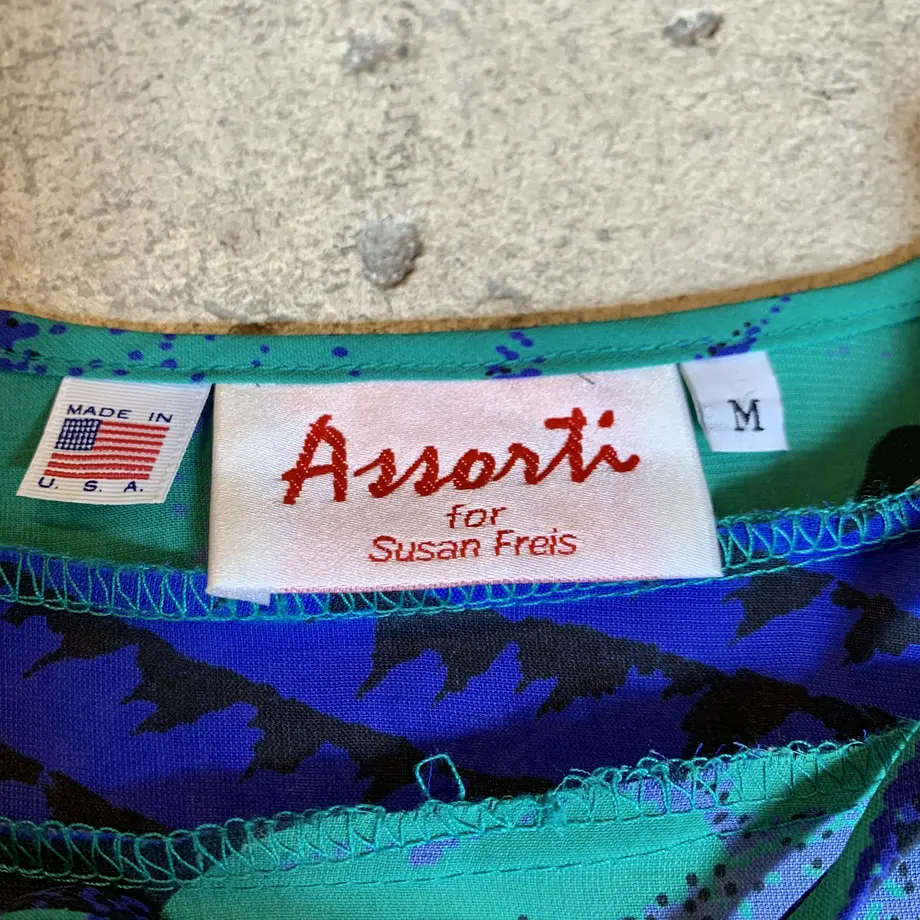 MADE IN
U. S. A.
Assorti
for
Susan Freis
M